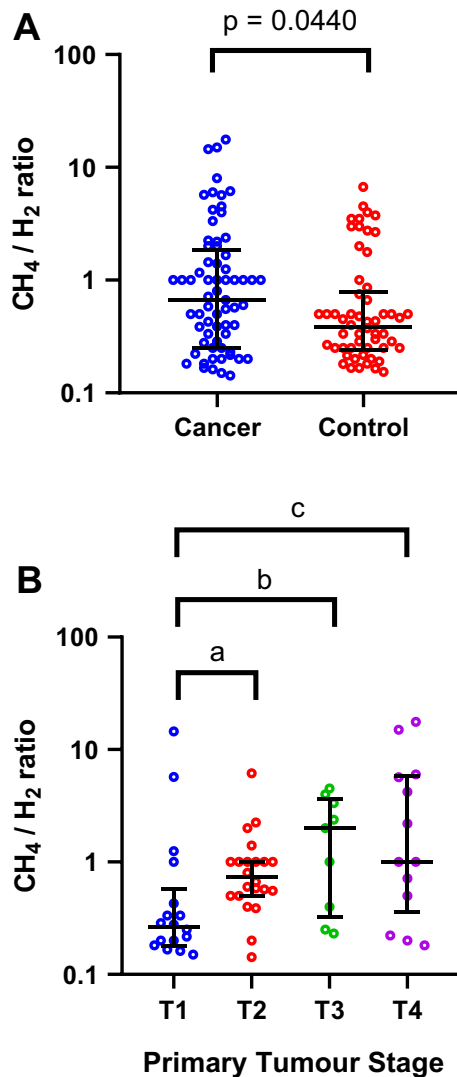 A
p = 0.0440
100
10
1
0.1
CH₄ / H₂ ratio
Cancer
Control
B
c
b
a
100
10
1
0.1
CH₄ / H₂ ratio
T1
T2
T3
T4
Primary Tumour Stage